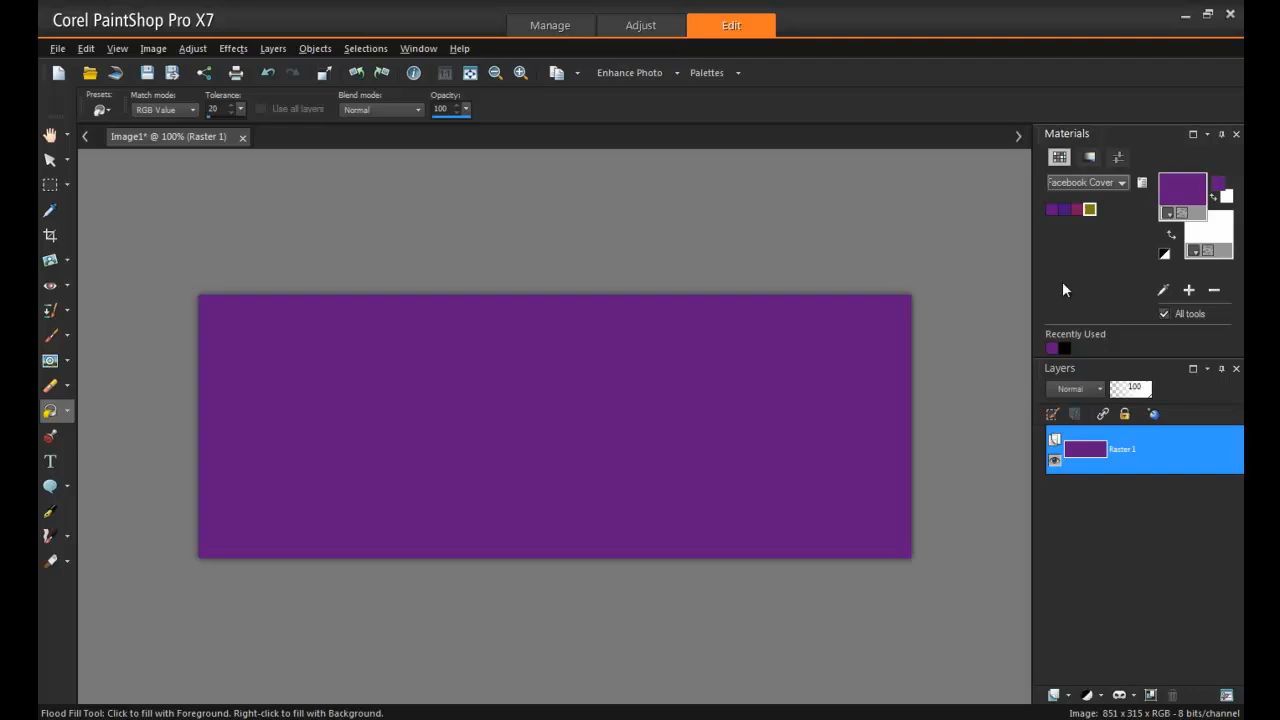 Corel PaintShop Pro X7
Manage Adjust Edit
File Edit View Image Adjust Effects Layers Objects Selections Window Help
Enhance Photo Palettes
Presets: Match mode: Tolerance: Blend mode: Opacity:
RGB Value 20 Use all layers Normal 100
Image1* @ 100% (Raster 1)
Materials
Facebook Cover
All tools
Recently Used
Layers
Normal 100
Raster 1
T
Flood Fill Tool: Click to fill with Foreground. Right-click to fill with Background.
Image: 851 x 315 x RGB - 8 bits/channel